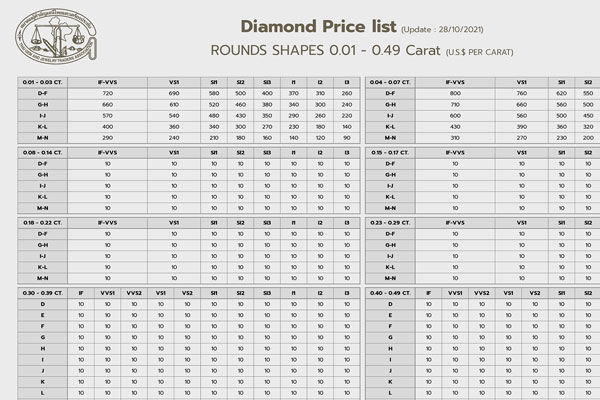 Diamond Price list (Update : 28/10/2021)
ROUNDS SHAPES 0.01 - 0.49 Carat (U.S.$ PER CARAT)
0.01 - 0.03 CT. IF-VVS VS1 SI1 SI2 SI3 I1 I2 I3
D-F 720 690 580 500 400 370 310 260
G-H 660 610 520 460 380 340 300 240
I-J 570 540 480 430 350 290 260 220
K-L 400 360 340 300 270 230 180 140
M-N 290 240 210 180 160 140 120 90
0.04 - 0.07 CT. IF-VVS VS1 SI1 SI2
D-F 800 760 620 550
G-H 710 660 560 500
I-J 600 560 500 450
K-L 430 390 360 320
M-N 310 270 230 200
0.08 - 0.14 CT. IF-VVS VS1 SI1 SI2 SI3 I1 I2 I3
D-F 10 10 10 10 10 10 10 10
G-H 10 10 10 10 10 10 10 10
I-J 10 10 10 10 10 10 10 10
K-L 10 10 10 10 10 10 10 10
M-N 10 10 10 10 10 10 10 10
0.15 - 0.17 CT. IF-VVS VS1 SI1 SI2
D-F 10 10 10 10
G-H 10 10 10 10
I-J 10 10 10 10
K-L 10 10 10 10
M-N 10 10 10 10
0.18 - 0.22 CT. IF-VVS VS1 SI1 SI2 SI3 I1 I2 I3
D-F 10 10 10 10 10 10 10 10
G-H 10 10 10 10 10 10 10 10
I-J 10 10 10 10 10 10 10 10
K-L 10 10 10 10 10 10 10 10
M-N 10 10 10 10 10 10 10 10
0.23 - 0.29 CT. IF-VVS VS1 SI1 SI2
D-F 10 10 10 10
G-H 10 10 10 10
I-J 10 10 10 10
K-L 10 10 10 10
M-N 10 10 10 10
0.30 - 0.39 CT. IF VVS1 VVS2 VS1 VS2 SI1 SI2 SI3 I1 I2 I3
D 10 10 10 10 10 10 10 10 10 10 10
E 10 10 10 10 10 10 10 10 10 10 10
F 10 10 10 10 10 10 10 10 10 10 10
G 10 10 10 10 10 10 10 10 10 10 10
H 10 10 10 10 10 10 10 10 10 10 10
I 10 10 10 10 10 10 10 10 10 10 10
J 10 10 10 10 10 10 10 10 10 10 10
K 10 10 10 10 10 10 10 10 10 10 10
L 10 10 10 10 10 10 10 10 10 10 10
0.40 - 0.49 CT. IF VVS1 VVS2 VS1 VS2 SI1 SI2
D 10 10 10 10 10 10 10
E 10 10 10 10 10 10 10
F 10 10 10 10 10 10 10
G 10 10 10 10 10 10 10
H 10 10 10 10 10 10 10
I 10 10 10 10 10 10 10
J 10 10 10 10 10 10 10
K 10 10 10 10 10 10 10
L 10 10 10 10 10 10 10